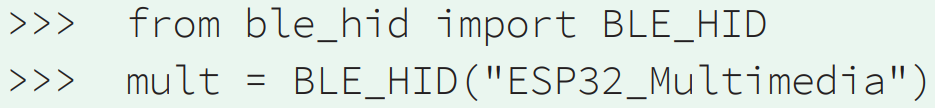 >>> from ble_hid import BLE_HID
>>> mult = BLE_HID("ESP32_Multimedia")